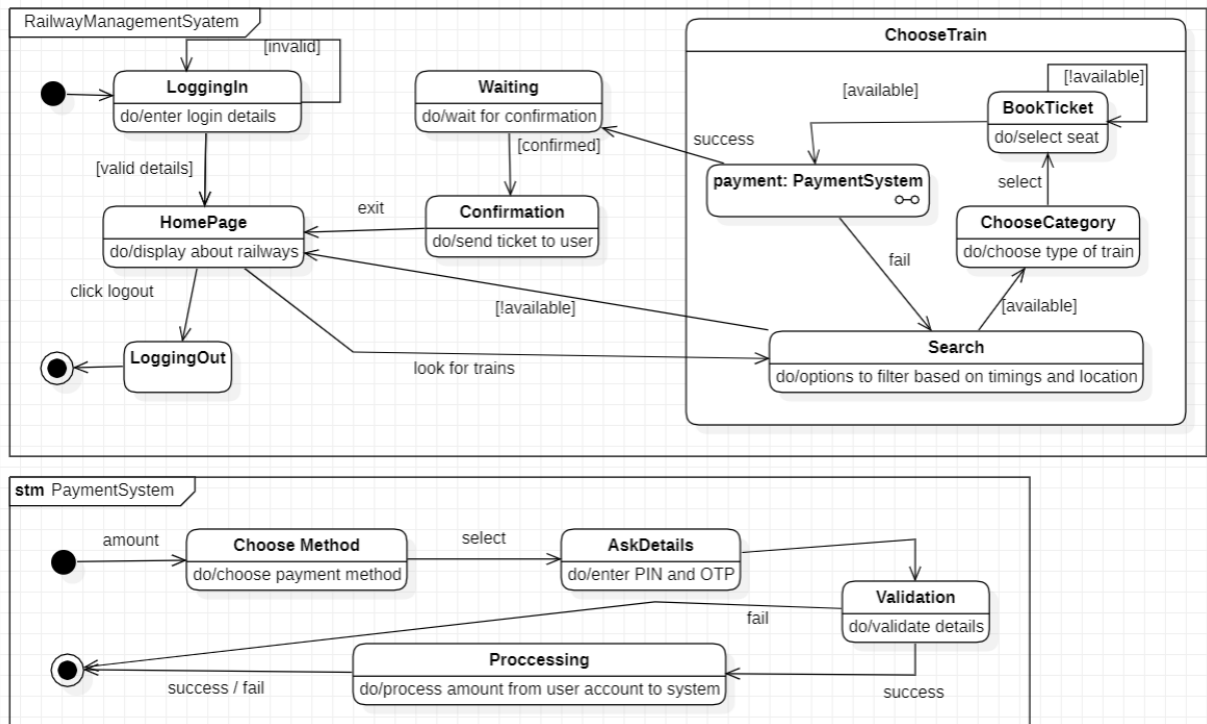 RailwayManagementSyatem
[invalid]
LoggingIn
do/enter login details
[valid details]
HomePage
do/display about railways
click logout
LoggingOut
Waiting
do/wait for confirmation
[confirmed]
Confirmation
do/send ticket to user
exit
[!available]
look for trains
success
ChooseTrain
[!available]
[available]
BookTicket
do/select seat
payment: PaymentSystem
select
ChooseCategory
do/choose type of train
fail
[available]
Search
do/options to filter based on timings and location
stm PaymentSystem
amount
Choose Method
do/choose payment method
select
AskDetails
do/enter PIN and OTP
Validation
do/validate details
fail
Proccessing
do/process amount from user account to system
success / fail
success